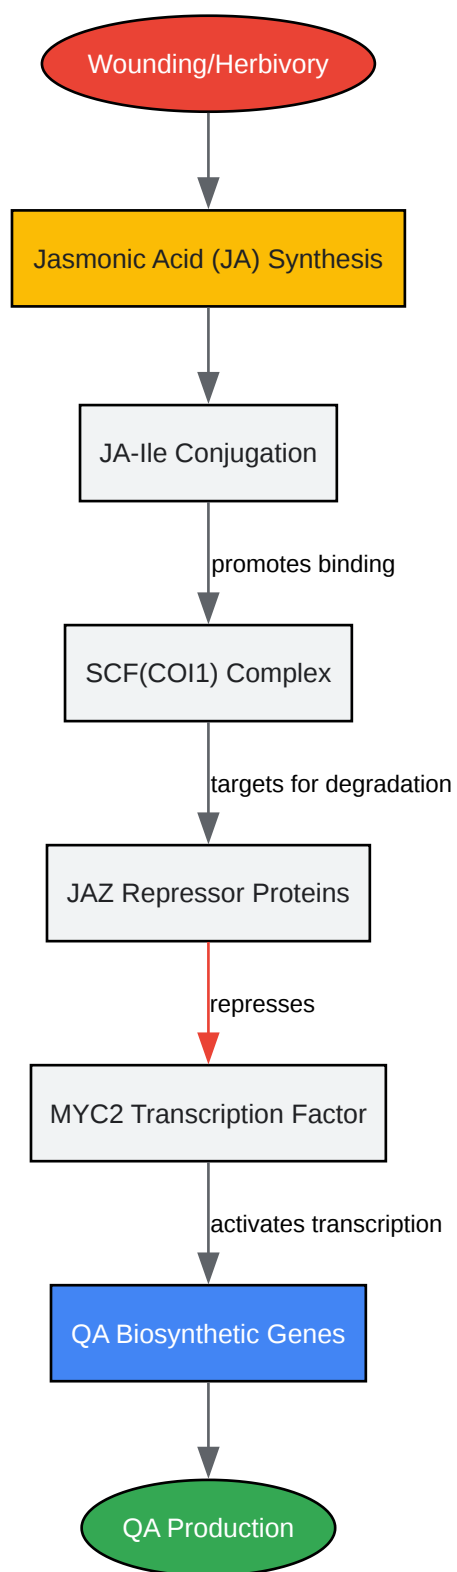 Wounding/Herbivory
Jasmonic Acid (JA) Synthesis
JA-Ile Conjugation
promotes binding
SCF(COI1) Complex
targets for degradation
JAZ Repressor Proteins
represses
MYC2 Transcription Factor
activates transcription
QA Biosynthetic Genes
QA Production